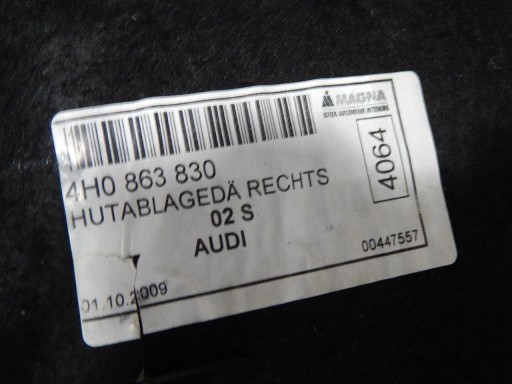 MAGNA
4H0 863 830
HUTABLAGEDÄ RECHTS
02 S
AUDI
4064
01.10.2009
00447557